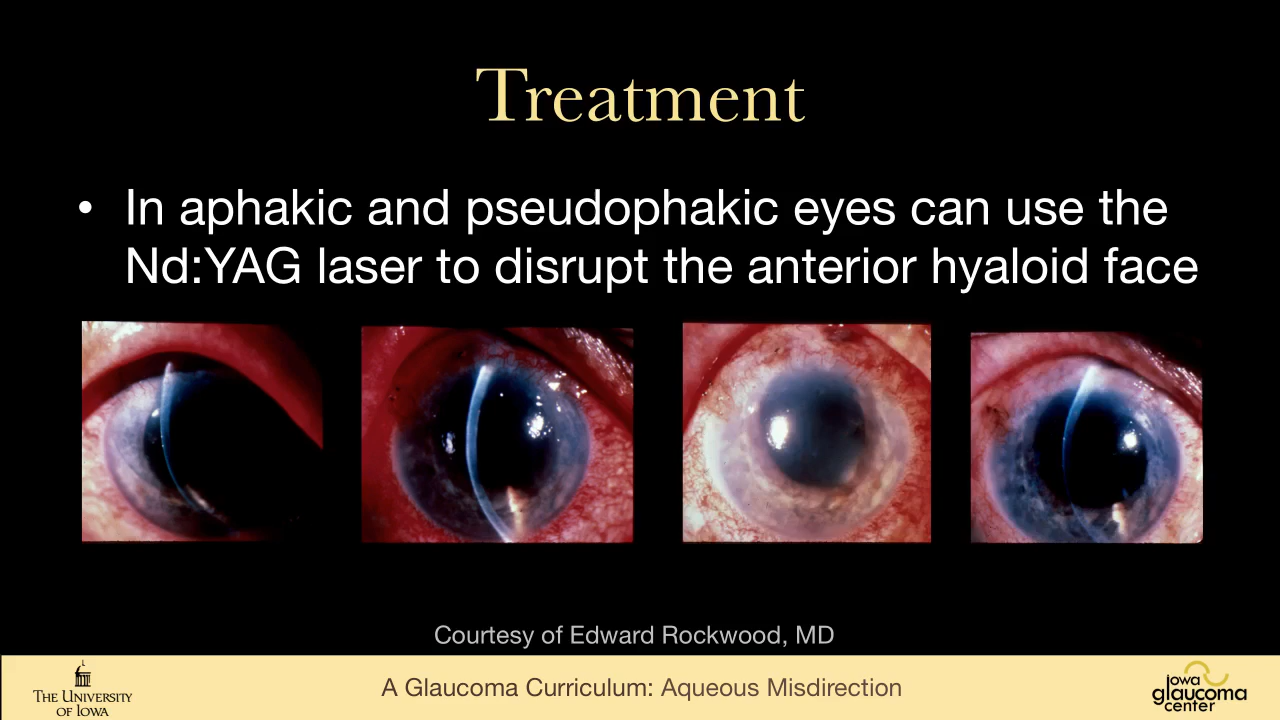 Treatment
• In aphakic and pseudophakic eyes can use the
Nd:YAG laser to disrupt the anterior hyaloid face
Courtesy of Edward Rockwood, MD
THE UNIVERSITY
OF IOWA
A Glaucoma Curriculum: Aqueous Misdirection
iowa
glaucoma
center